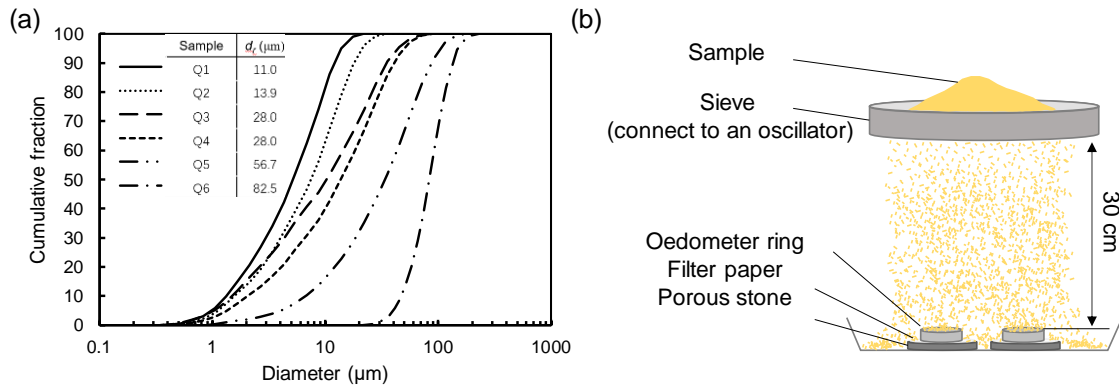 (a)
Cumulative fraction
100
90
80
70
60
50
40
30
20
10
0
0.1
1
10
100
1000
Diameter (µm)
Sample dr (µm)
Q1 11.0
Q2 13.9
Q3 28.0
Q4 28.0
Q5 56.7
Q6 82.5
(b)
Sample
Sieve
(connect to an oscillator)
30 cm
Oedometer ring
Filter paper
Porous stone